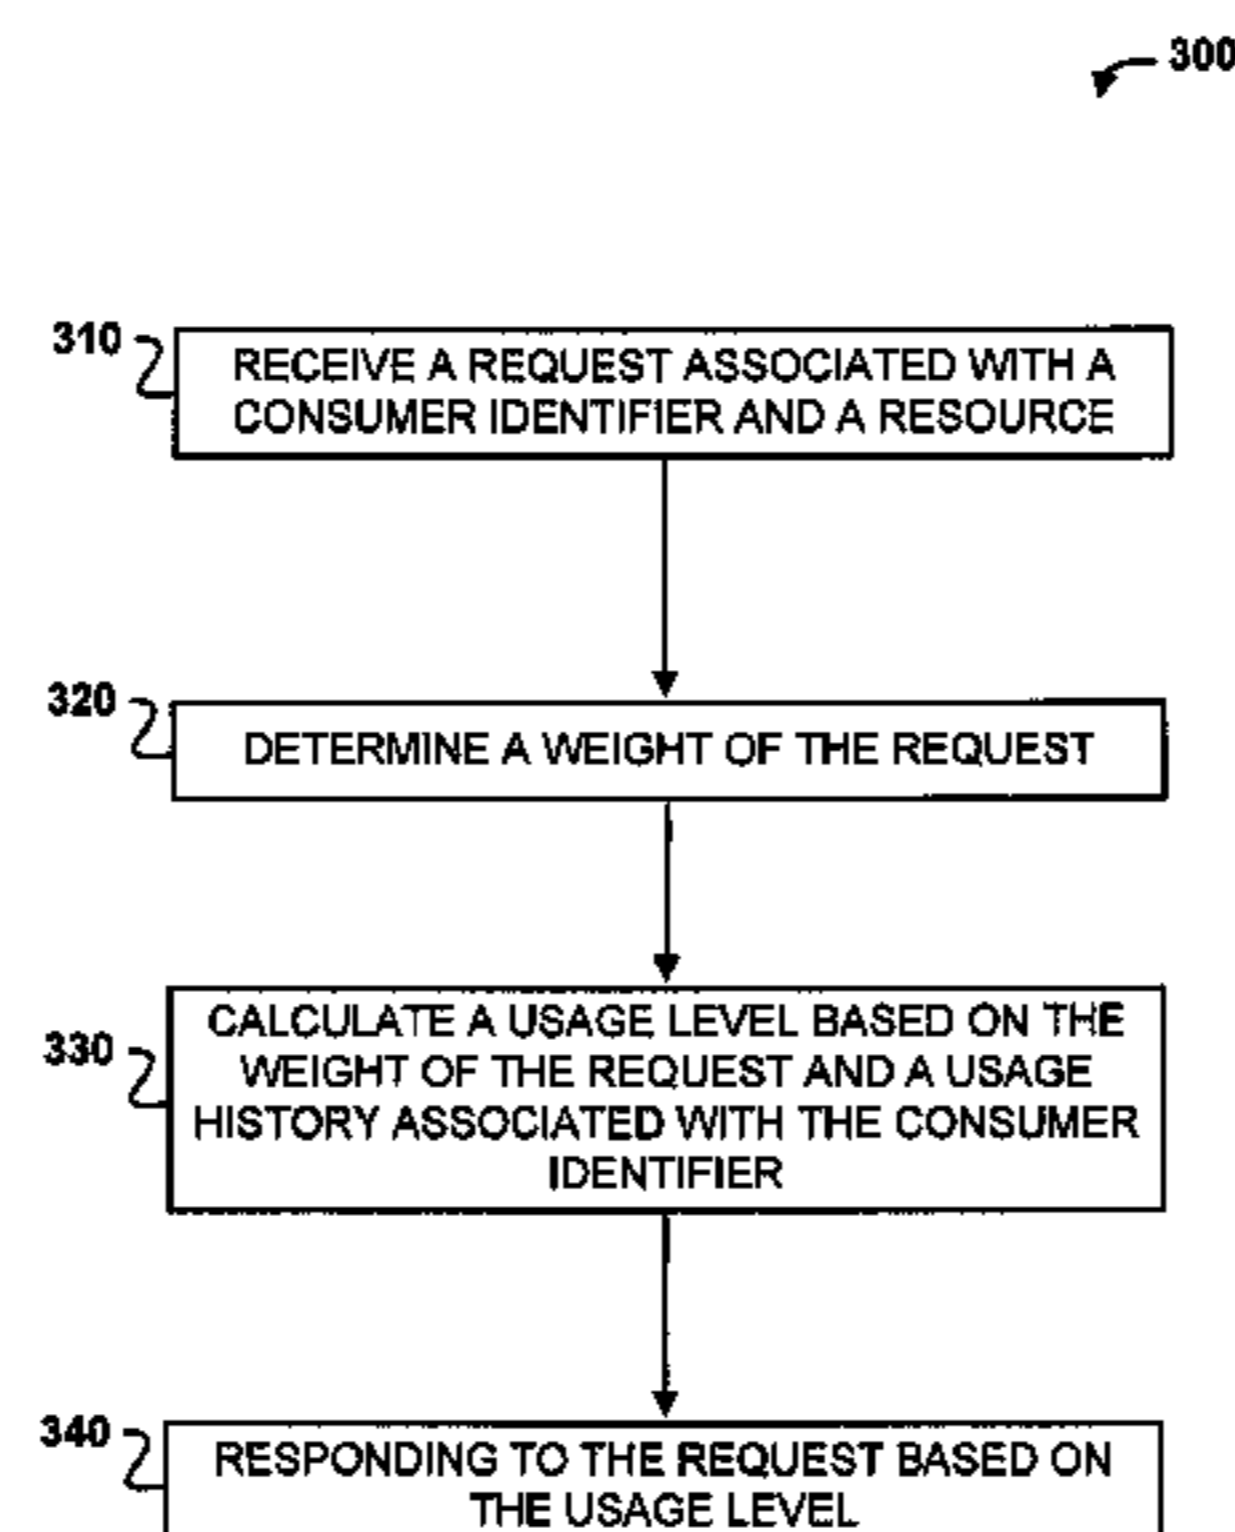 300
310
RECEIVE A REQUEST ASSOCIATED WITH A
CONSUMER IDENTIFIER AND A RESOURCE
320
DETERMINE A WEIGHT OF THE REQUEST
330
CALCULATE A USAGE LEVEL BASED ON THE
WEIGHT OF THE REQUEST AND A USAGE
HISTORY ASSOCIATED WITH THE CONSUMER
IDENTIFIER
340
RESPONDING TO THE REQUEST BASED ON
THE USAGE LEVEL